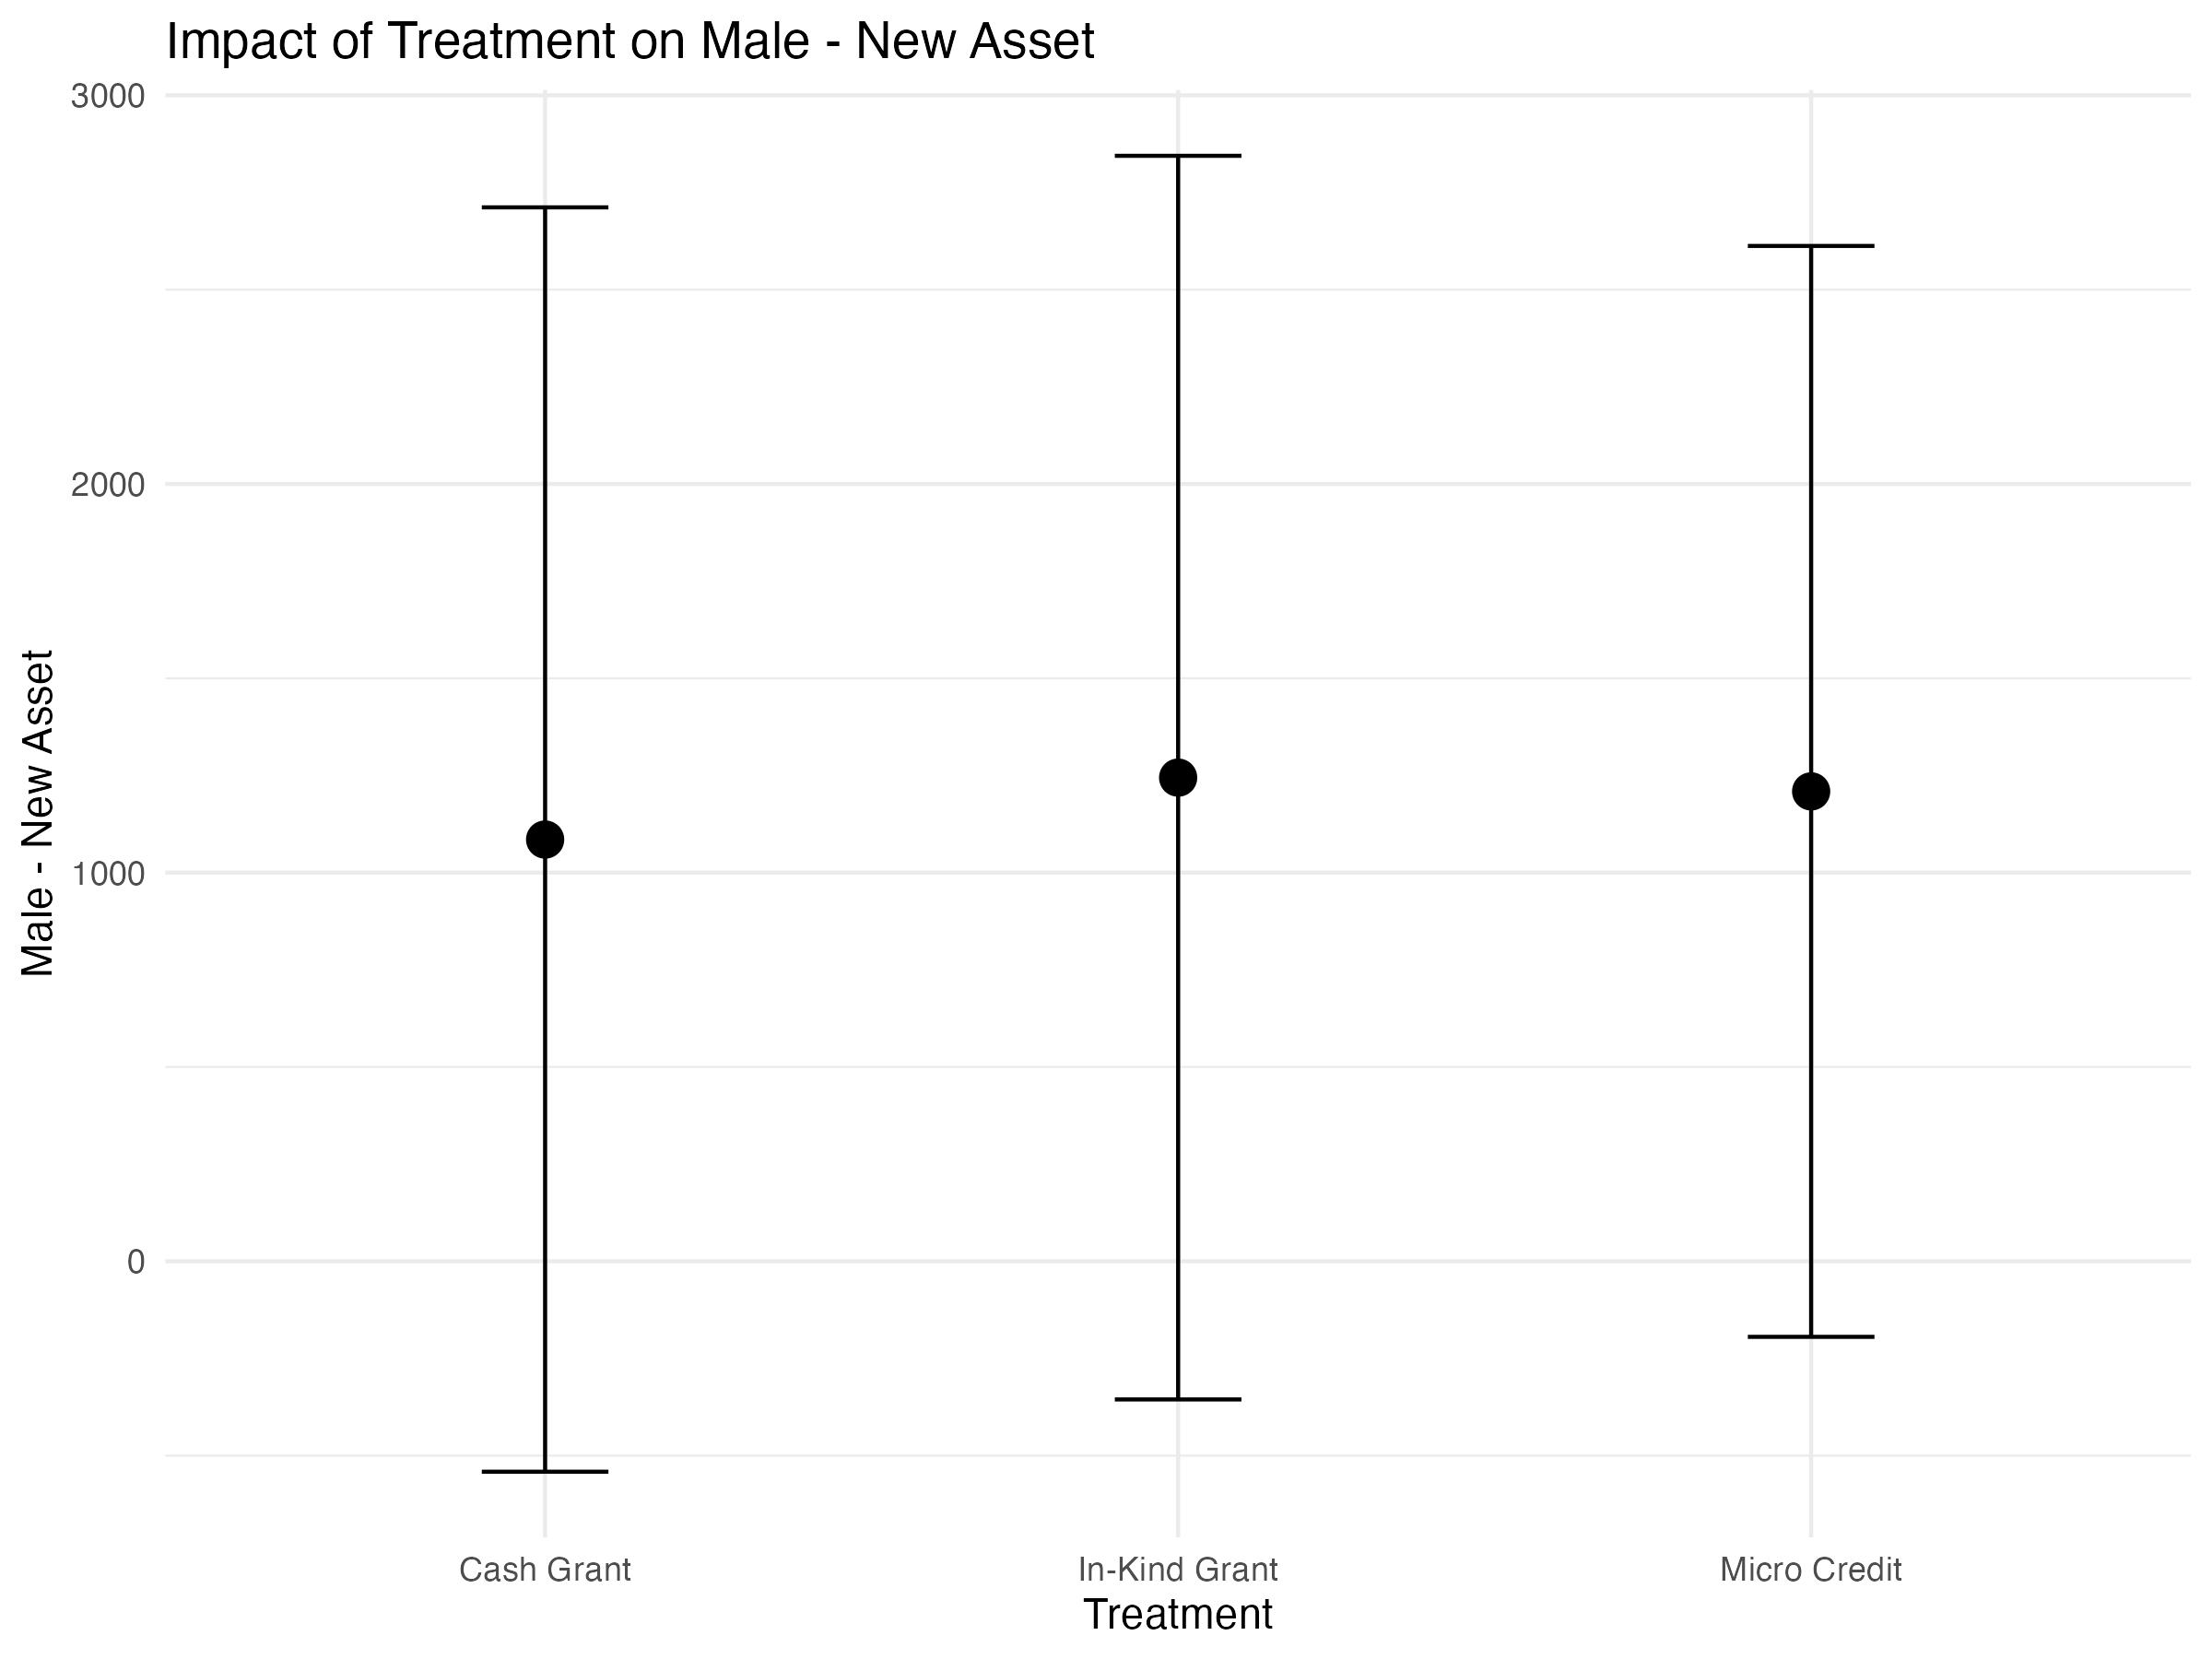 Impact of Treatment on Male - New Asset
Male - New Asset
3000
2000
1000
0
Cash Grant
In-Kind Grant
Micro Credit
Treatment